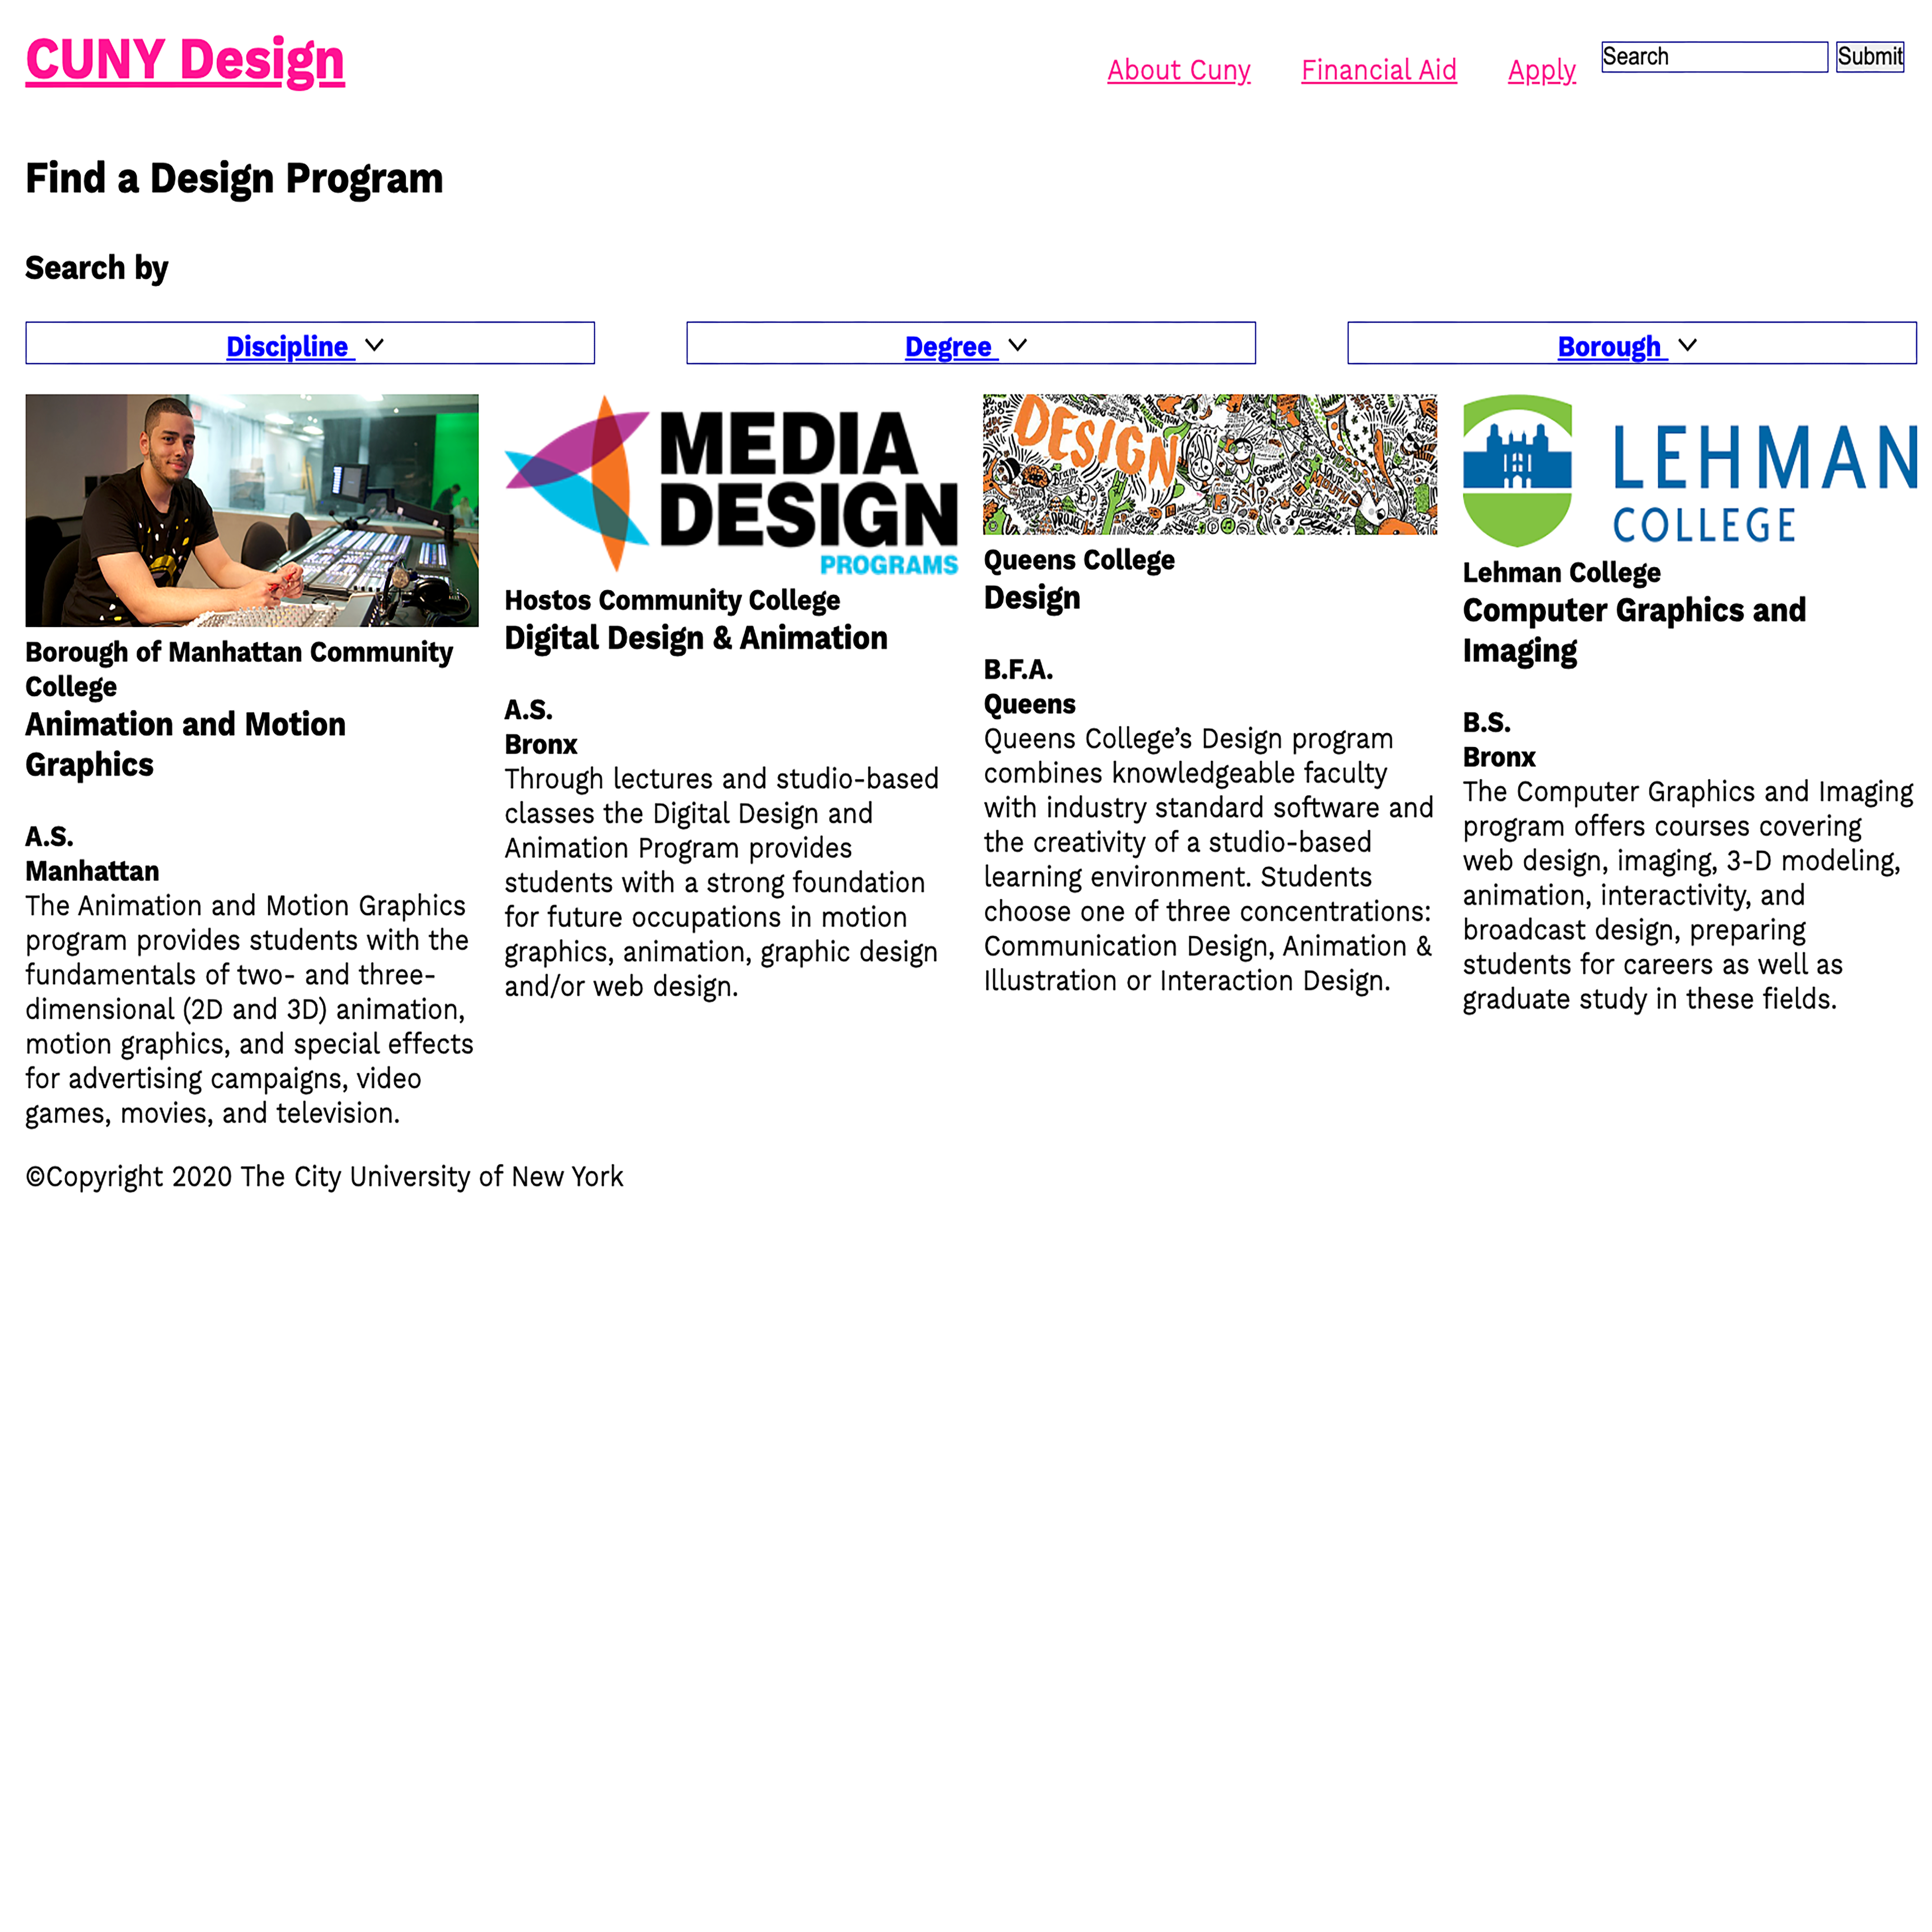 CUNY Design
About Cuny
Financial Aid
Apply
Search
Submit
Find a Design Program
Search by
Discipline
Degree
Borough
Borough of Manhattan Community
College
Animation and Motion
Graphics
A.S.
Manhattan
The Animation and Motion Graphics
program provides students with the
fundamentals of two- and three-
dimensional (2D and 3D) animation,
motion graphics, and special effects
for advertising campaigns, video
games, movies, and television.
MEDIA
DESIGN
PROGRAMS
Hostos Community College
Digital Design & Animation
A.S.
Bronx
Through lectures and studio-based
classes the Digital Design and
Animation Program provides
students with a strong foundation
for future occupations in motion
graphics, animation, graphic design
and/or web design.
DESIGN
Queens College
Design
B.F.A.
Queens
Queens College’s Design program
combines knowledgeable faculty
with industry standard software and
the creativity of a studio-based
learning environment. Students
choose one of three concentrations:
Communication Design, Animation &
Illustration or Interaction Design.
LEHMAN
COLLEGE
Lehman College
Computer Graphics and
Imaging
B.S.
Bronx
The Computer Graphics and Imaging
program offers courses covering
web design, imaging, 3-D modeling,
animation, interactivity, and
broadcast design, preparing
students for careers as well as
graduate study in these fields.
©Copyright 2020 The City University of New York